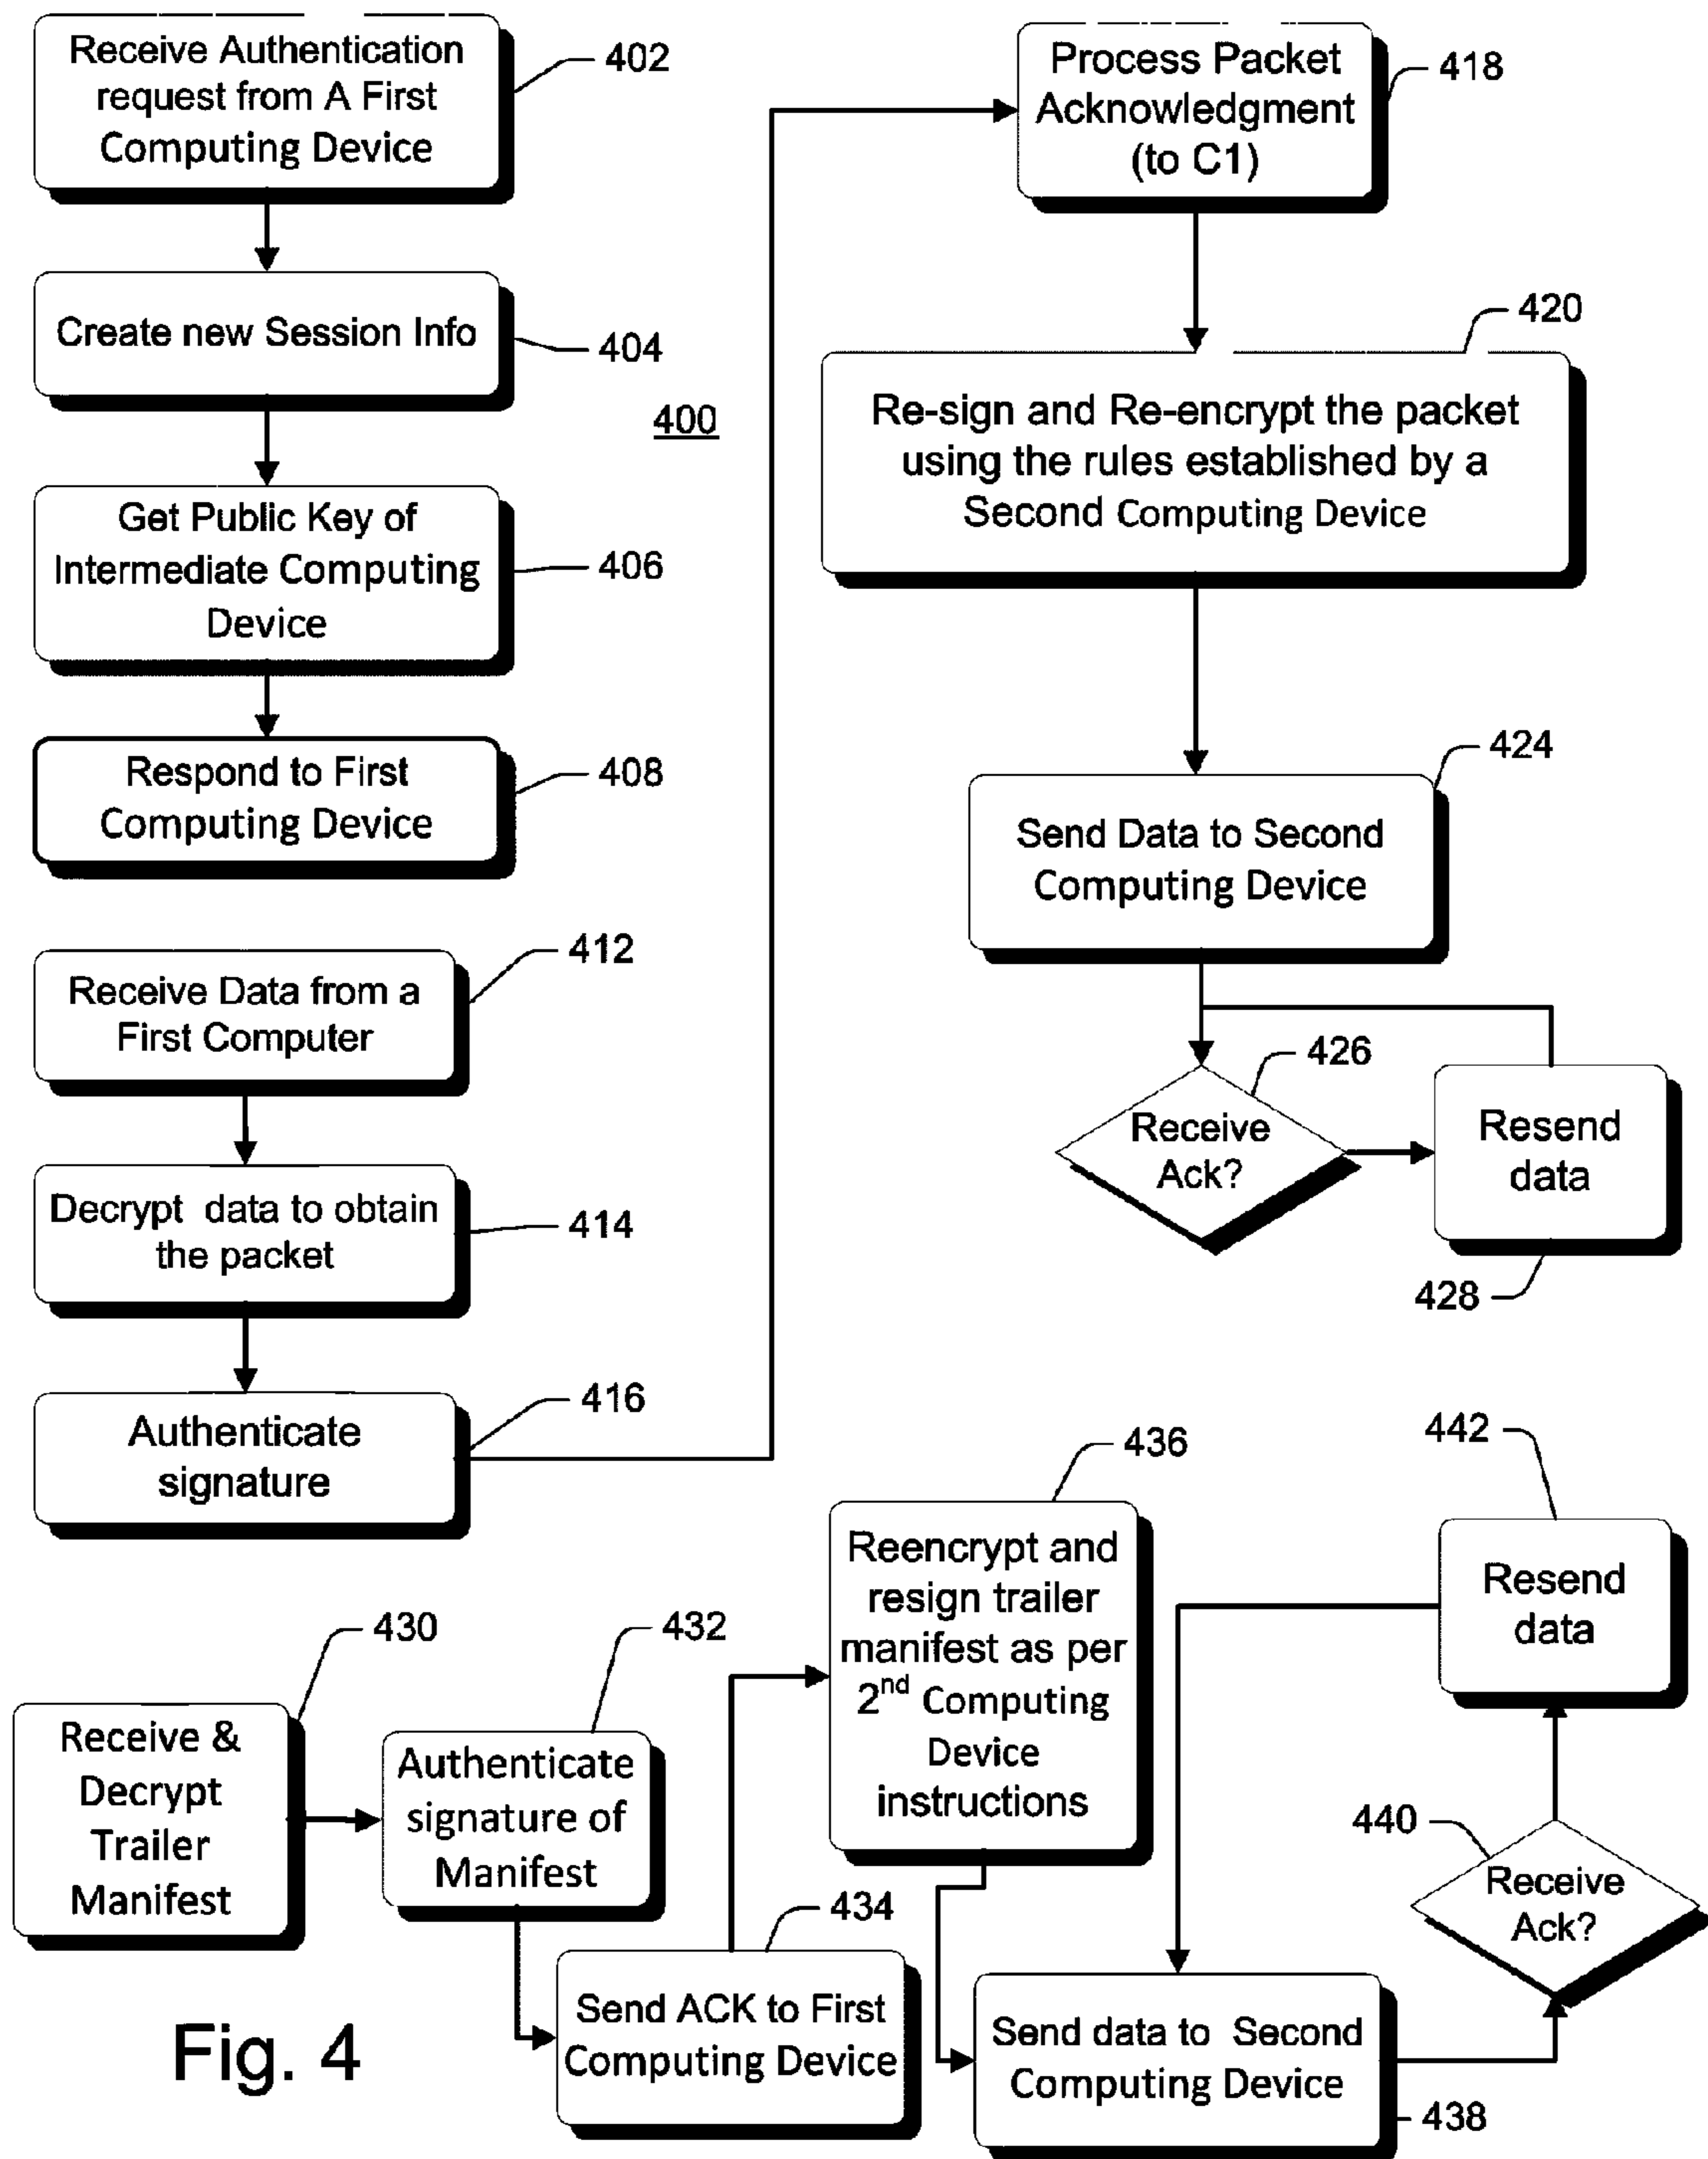 Receive Authentication
request from A First
Computing Device
402
Create new Session Info
404
400
Get Public Key of
Intermediate Computing
Device
406
Respond to First
Computing Device
408
Receive Data from a
First Computer
412
Decrypt data to obtain
the packet
414
Authenticate
signature
416
Process Packet
Acknowledgment
(to C1)
418
Re-sign and Re-encrypt the packet
using the rules established by a
Second Computing Device
420
Send Data to Second
Computing Device
424
Receive
Ack?
426
Resend
data
428
Receive &
Decrypt
Trailer
Manifest
430
Authenticate
signature of
Manifest
432
Send ACK to First
Computing Device
434
Reencrypt and
resign trailer
manifest as per
2nd Computing
Device
instructions
436
Send data to Second
Computing Device
438
Receive
Ack?
440
Resend
data
442
Fig. 4